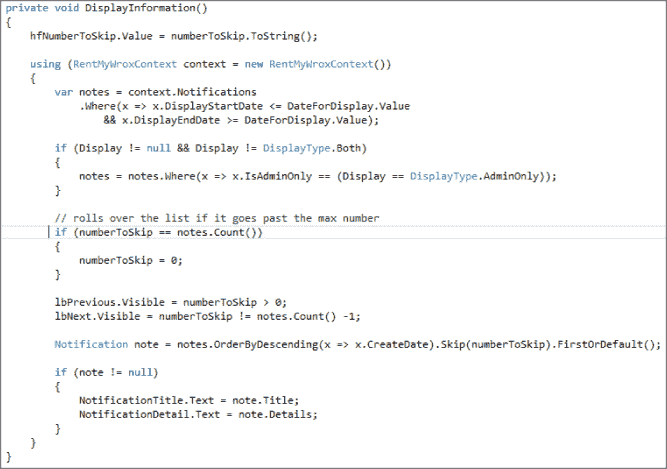 private void DisplayInformation()
{
    hfNumberToSkip.Value = numberToSkip.ToString();

    using (RentMyWroxContext context = new RentMyWroxContext())
    {
        var notes = context.Notifications
            .Where(x => x.DisplayStartDate <= DateForDisplay.Value
                && x.DisplayEndDate >= DateForDisplay.Value);

        if (Display != null && Display != DisplayType.Both)
        {
            notes = notes.Where(x => x.IsAdminOnly == (Display == DisplayType.AdminOnly));
        }

        // rolls over the list if it goes past the max number
        if (numberToSkip == notes.Count())
        {
            numberToSkip = 0;
        }

        lbPrevious.Visible = numberToSkip > 0;
        lbNext.Visible = numberToSkip != notes.Count() -1;

        Notification note = notes.OrderByDescending(x => x.CreateDate).Skip(numberToSkip).FirstOrDefault();

        if (note != null)
        {
            NotificationTitle.Text = note.Title;
            NotificationDetail.Text = note.Details;
        }
    }
}